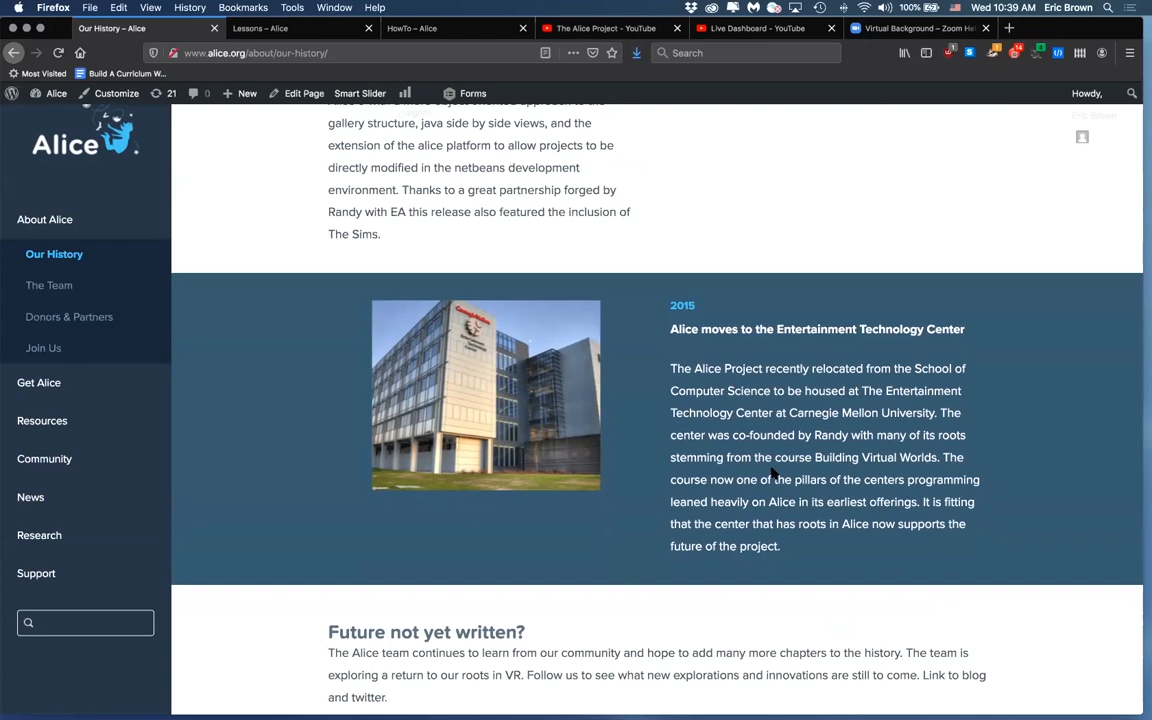 Firefox File Edit View History Bookmarks Tools Window Help 100% Wed 10:39 AM Eric Brown
Our History – Alice Lessons – Alice HowTo – Alice The Alice Project - YouTube Live Dashboard - YouTube Virtual Background – Zoom Hel
www.alice.org/about/our-history/ Search
Most Visited Build A Curriculum W...
Alice Customize 21 0 New Edit Page Smart Slider Forms Howdy,
Eric Brown
Alice
About Alice
Our History
The Team
Donors & Partners
Join Us
Get Alice
Resources
Community
News
Research
Support
gallery structure, java side by side views, and the
extension of the alice platform to allow projects to be
directly modified in the netbeans development
environment. Thanks to a great partnership forged by
Randy with EA this release also featured the inclusion of
The Sims.
Carnegie Mellon
Entertainment
Technology
Center
2015
Alice moves to the Entertainment Technology Center
The Alice Project recently relocated from the School of
Computer Science to be housed at The Entertainment
Technology Center at Carnegie Mellon University. The
center was co-founded by Randy with many of its roots
stemming from the course Building Virtual Worlds. The
course now one of the pillars of the centers programming
leaned heavily on Alice in its earliest offerings. It is fitting
that the center that has roots in Alice now supports the
future of the project.
Future not yet written?
The Alice team continues to learn from our community and hope to add many more chapters to the history. The team is
exploring a return to our roots in VR. Follow us to see what new explorations and innovations are still to come. Link to blog
and twitter.